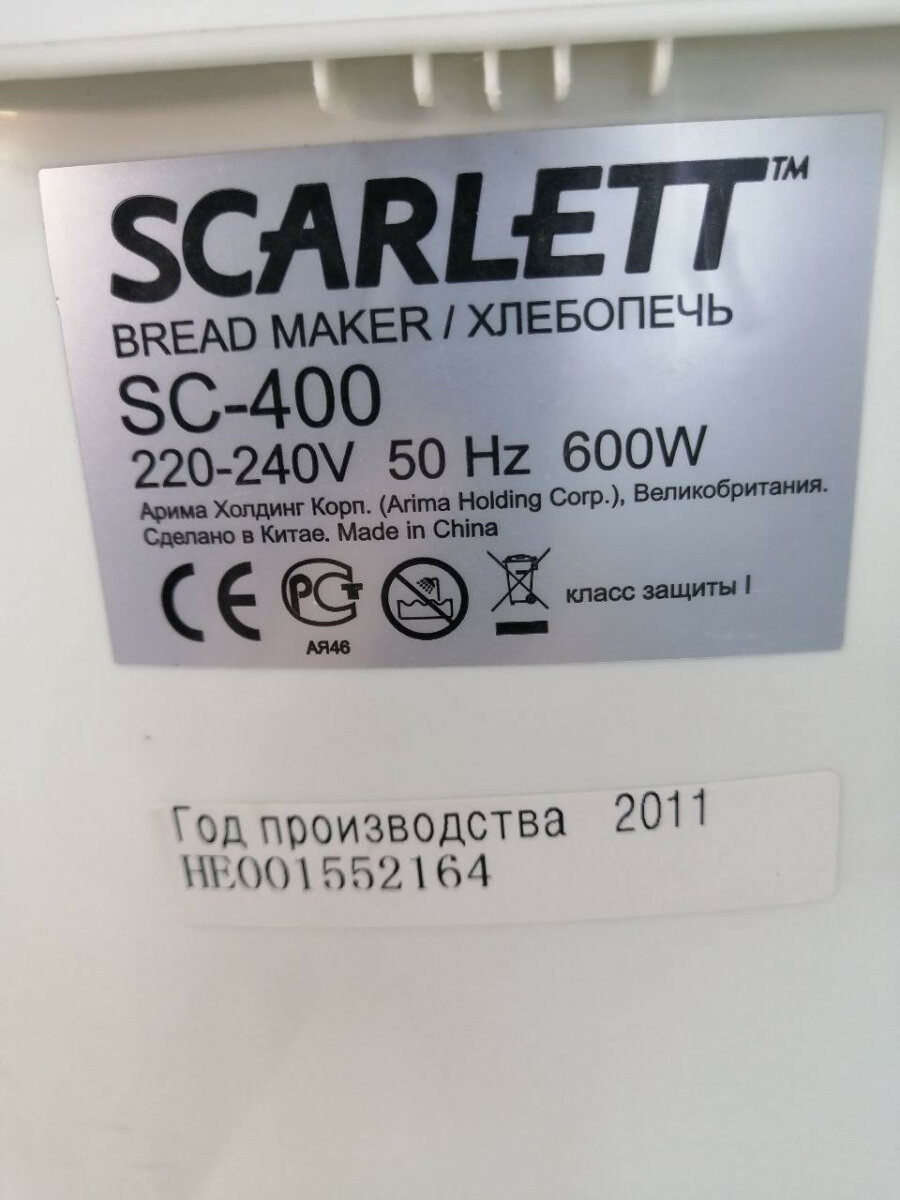 SCARLETT™
BREAD MAKER / ХЛЕБОПЕЧЬ
SC-400
220-240V 50 Hz 600W
Арима Холдинг Корп. (Arima Holding Corp.), Великобритания.
Сделано в Китае. Made in China
CE РСТ класс защиты I
АЯ46
Год производства 2011
HE001552164